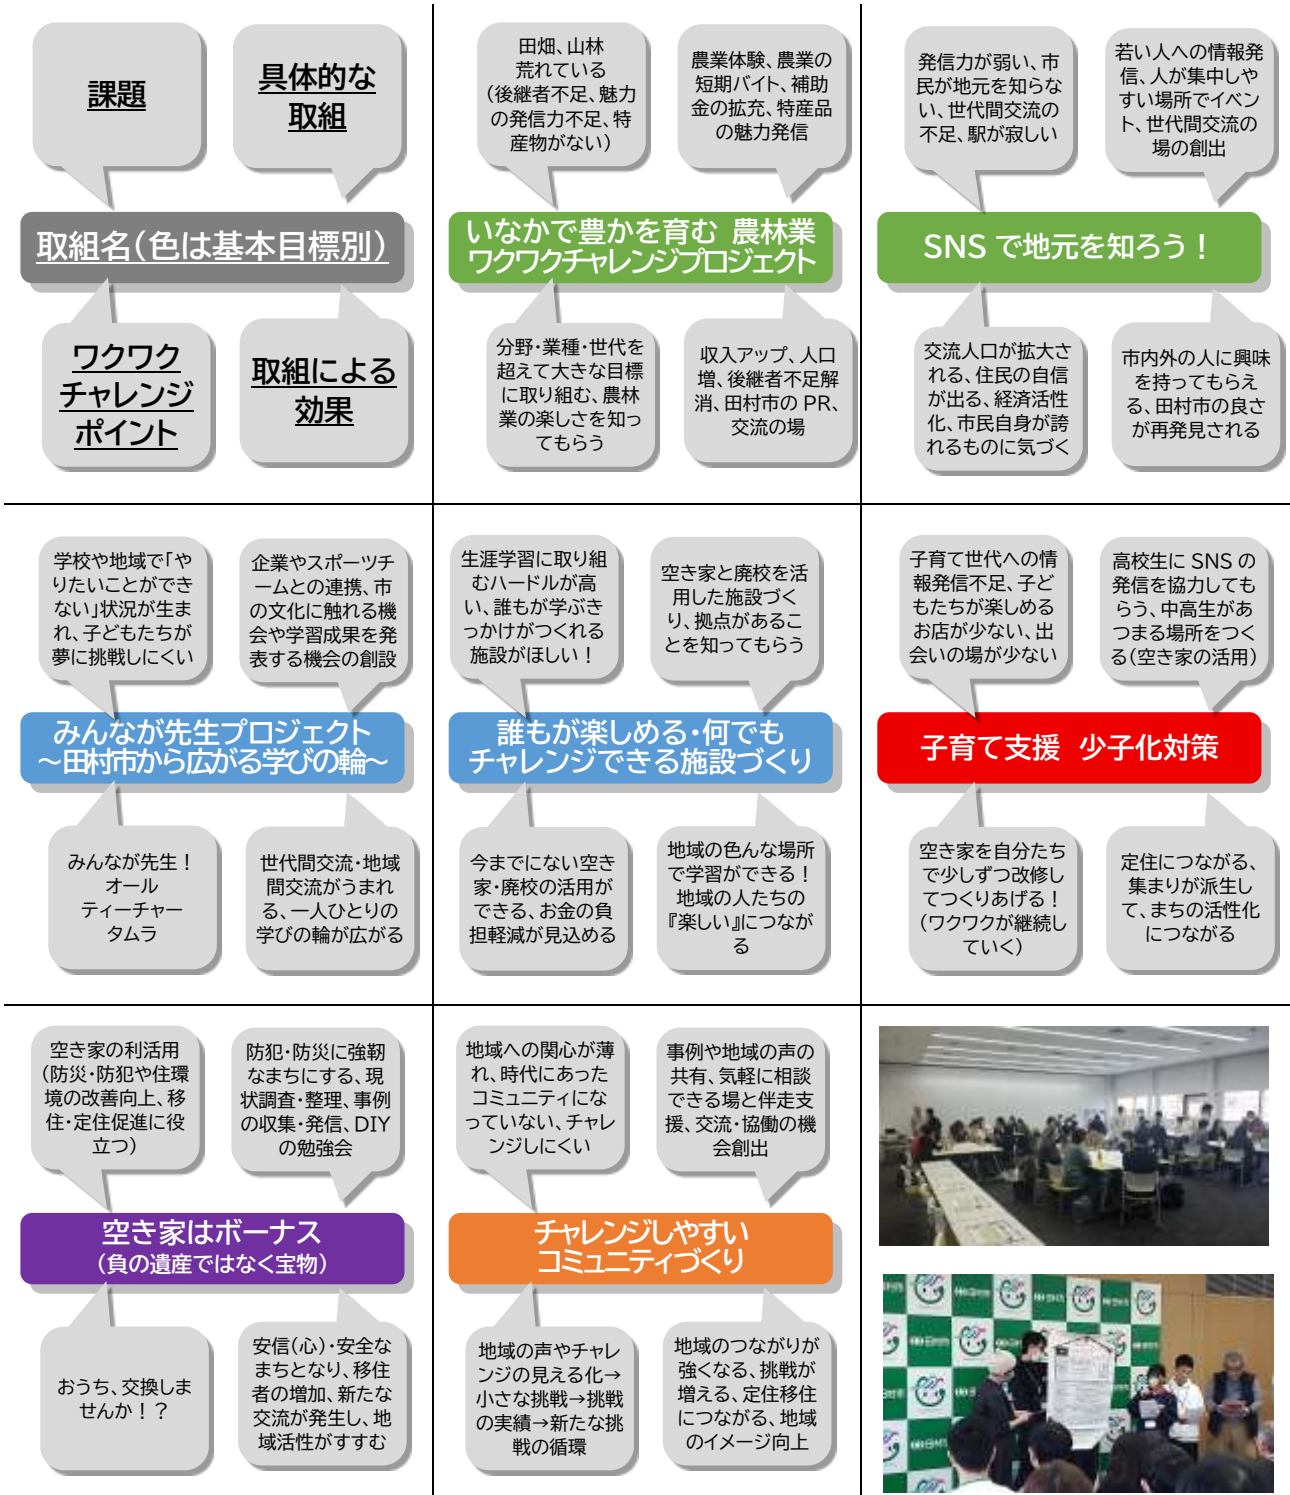 課題
具体的な
取組
取組名（色は基本目標別）
ワクワク
チャレンジ
ポイント
取組による
効果
田畑、山林
荒れている
（後継者不足、魅力
の発信力不足、特
産物がない）
農業体験、農業の
短期バイト、補助
金の拡充、特産品
の魅力発信
いなかで豊かを育む 農林業
ワクワクチャレンジプロジェクト
分野・業種・世代を
超えて大きな目標
に取り組む、農林
業の楽しさを知っ
てもらう
収入アップ、人口
増、後継者不足解
消、田村市の PR、
交流の場
発信力が弱い、市
民が地元を知らな
い、世代間交流の
不足、駅が寂しい
若い人への情報発
信、人が集中しや
すい場所でイベン
ト、世代間交流の
場の創出
SNS で地元を知ろう！
交流人口が拡大さ
れる、住民の自信
が出る、経済活性
化、市民自身が誇
れるものに気づく
市内外の人に興味
を持ってもらえ
る、田村市の良さ
が再発見される
学校や地域で「や
りたいことができ
ない」状況が生ま
れ、子どもたちが
夢に挑戦しにくい
企業やスポーツチ
ームとの連携、市
の文化に触れる機
会や学習成果を発
表する機会の創設
みんなが先生プロジェクト
～田村市から広がる学びの輪～
みんなが先生！
オール
ティーチャー
タムラ
世代間交流・地域
間交流がうまれ
る、一人ひとりの
学びの輪が広がる
生涯学習に取り組
むハードルが高
い、誰もが学ぶき
っかけがつくれる
施設がほしい！
空き家と廃校を活
用した施設づく
り、拠点があるこ
とを知ってもらう
誰もが楽しめる・何でも
チャレンジできる施設づくり
今までにない空き
家・廃校の活用が
できる、お金の負
担軽減が見込める
地域の色んな場所
で学習ができる！
地域の人たちの
『楽しい』につなが
る
子育て世代への情
報発信不足、子ど
もたちが楽しめる
お店が少ない、出
会いの場が少ない
高校生に SNS の
発信を協力しても
らう、中高生があ
つまる場所をつく
る（空き家の活用）
子育て支援 少子化対策
空き家を自分たち
で少しずつ改修し
てつくりあげる！
（ワクワクが継続し
ていく）
定住につながる、
集まりが派生し
て、まちの活性化
につながる
空き家の利活用
（防災・防犯や住環
境の改善向上、移
住・定住促進に役
立つ）
防犯・防災に強靭
なまちにする、現
状調査・整理、事例
の収集・発信、DIY
の勉強会
空き家はボーナス
（負の遺産ではなく宝物）
おうち、交換しま
せんか！？
安信（心）・安全な
まちとなり、移住
者の増加、新たな
交流が発生し、地
域活性がすすむ
地域への関心が薄
れ、時代にあった
コミュニティにな
っていない、チャレ
ンジしにくい
事例や地域の声の
共有、気軽に相談
できる場と伴走支
援、交流・協働の機
会創出
チャレンジしやすい
コミュニティづくり
地域の声やチャレ
ンジの見える化→
小さな挑戦→挑戦
の実績→新たな挑
戦の循環
地域のつながりが
強くなる、挑戦が
増える、定住移住
につながる、地域
のイメージ向上